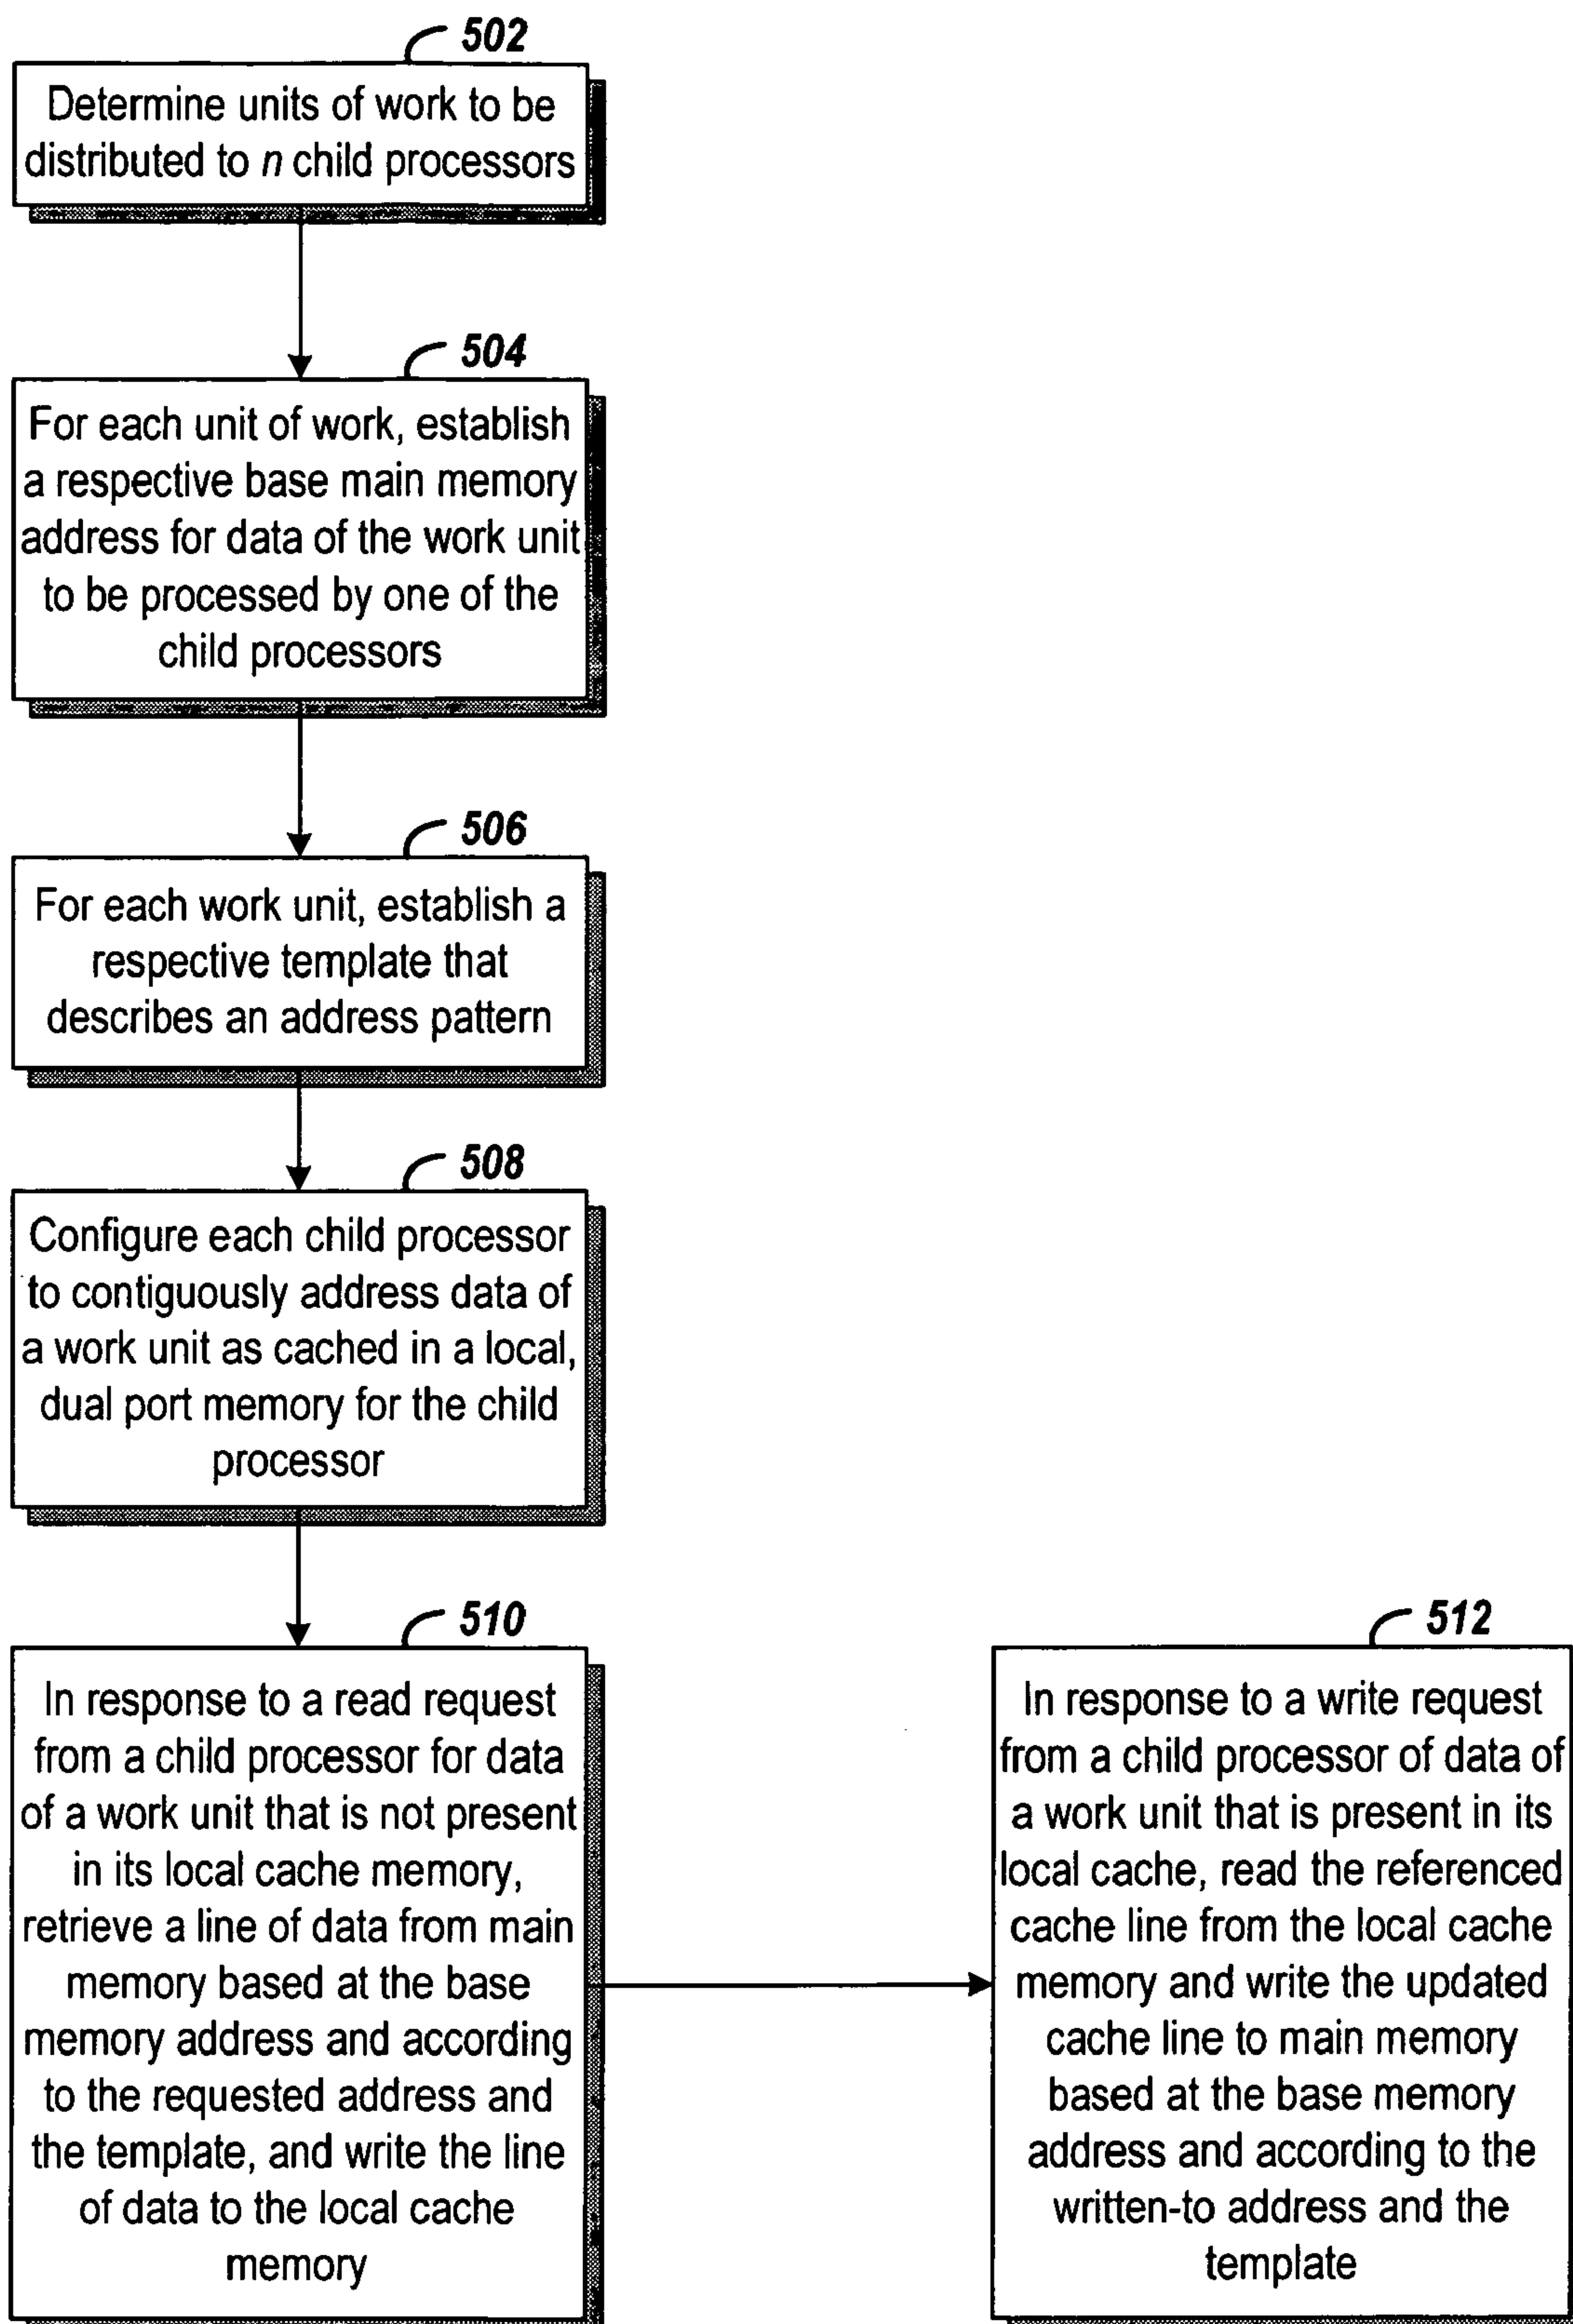 502
Determine units of work to be
distributed to n child processors
504
For each unit of work, establish
a respective base main memory
address for data of the work unit
to be processed by one of the
child processors
506
For each work unit, establish a
respective template that
describes an address pattern
508
Configure each child processor
to contiguously address data of
a work unit as cached in a local,
dual port memory for the child
processor
510
In response to a read request
from a child processor for data
of a work unit that is not present
in its local cache memory,
retrieve a line of data from main
memory based at the base
memory address and according
to the requested address and
the template, and write the line
of data to the local cache
memory
512
In response to a write request
from a child processor of data of
a work unit that is present in its
local cache, read the referenced
cache line from the local cache
memory and write the updated
cache line to main memory
based at the base memory
address and according to the
written-to address and the
template